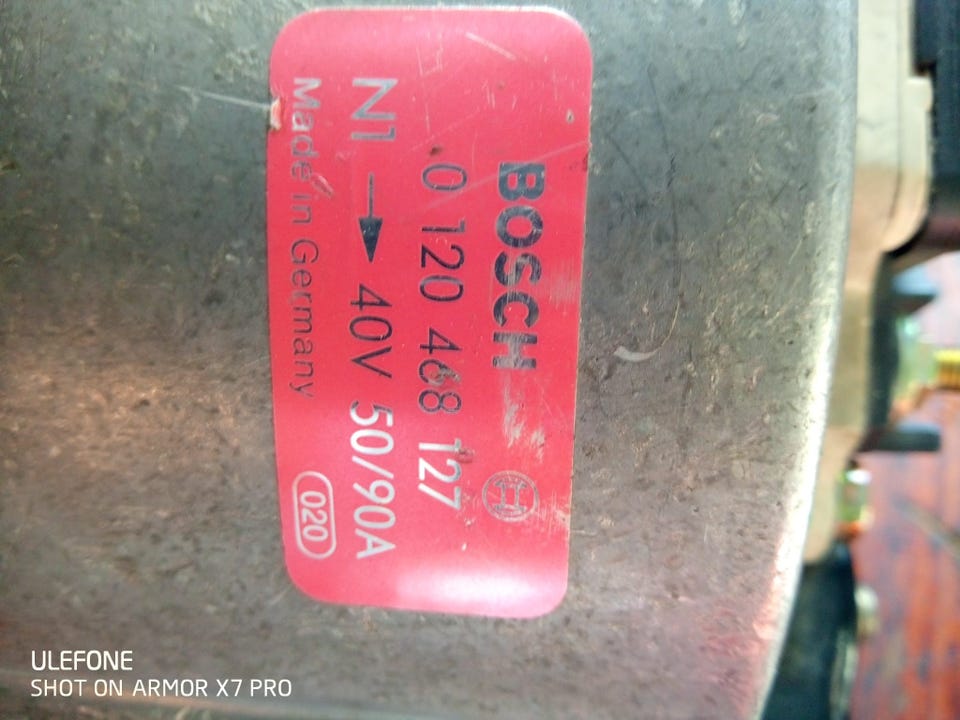 BOSCH
0 120 468 127
N1 → 40V 50/90A
Made in Germany 020
ULEFONE
SHOT ON ARMOR X7 PRO